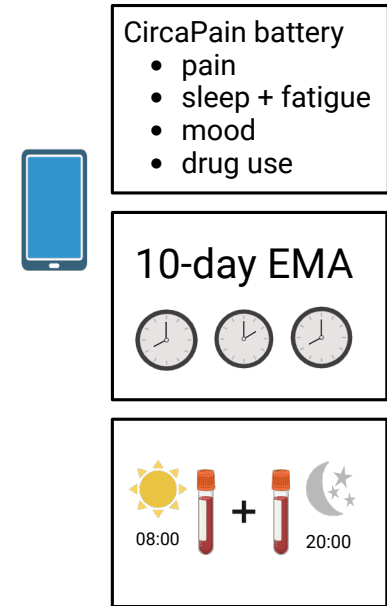 CircaPain battery
• pain
• sleep + fatigue
• mood
• drug use
10-day EMA
+
08:00
20:00